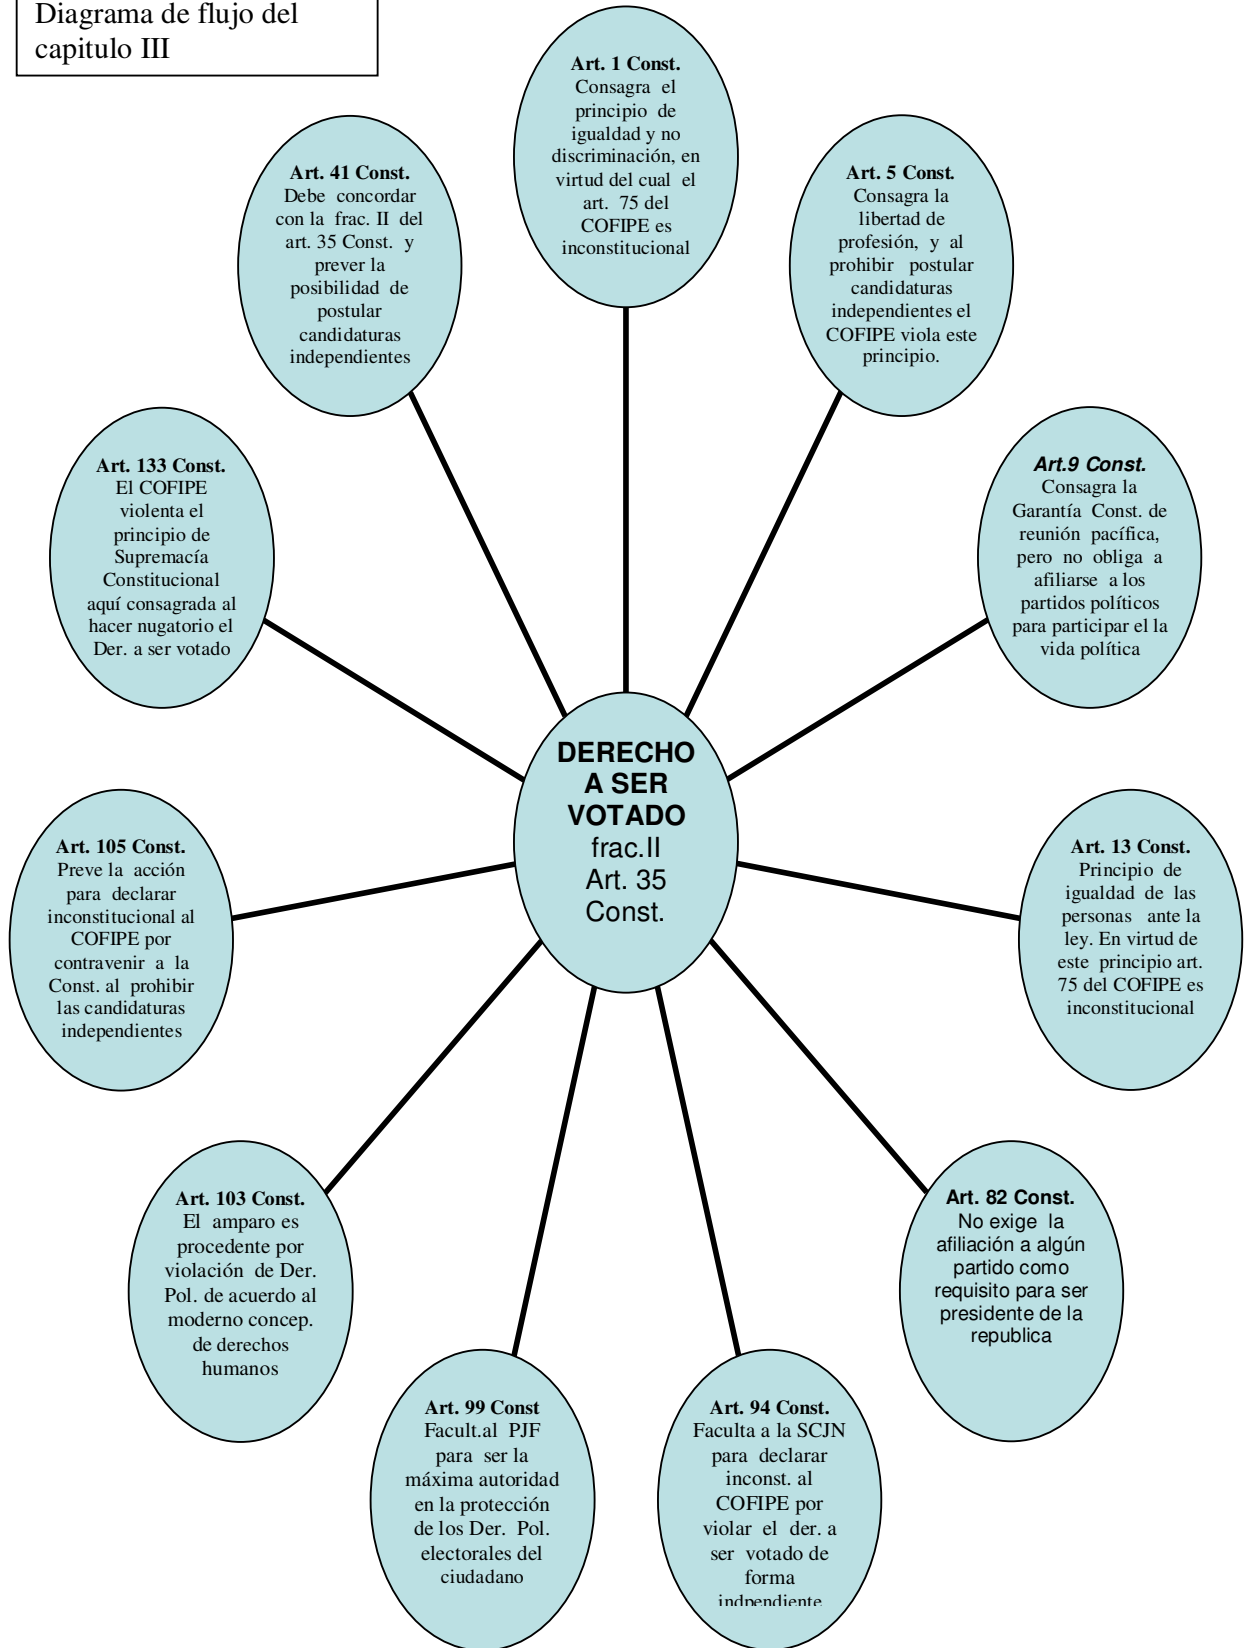 Diagrama de flujo del
capitulo III
Art. 1 Const.
Consagra el
principio de
igualdad y no
discriminación, en
virtud del cual el
art. 75 del
COFIPE es
inconstitucional
Art. 5 Const.
Consagra la
libertad de
profesión, y al
prohibir postular
candidaturas
independientes el
COFIPE viola este
principio.
Art.9 Const.
Consagra la
Garantía Const. de
reunión pacífica,
pero no obliga a
afiliarse a los
partidos políticos
para participar el la
vida política
Art. 13 Const.
Principio de
igualdad de las
personas ante la
ley. En virtud de
este principio art.
75 del COFIPE es
inconstitucional
Art. 82 Const.
No exige la
afiliación a algún
partido como
requisito para ser
presidente de la
republica
Art. 94 Const.
Faculta a la SCJN
para declarar
inconst. al
COFIPE por
violar el der. a
ser votado de
forma
indpendiente
Art. 99 Const
Facult.al PJF
para ser la
máxima autoridad
en la protección
de los Der. Pol.
electorales del
ciudadano
Art. 103 Const.
El amparo es
procedente por
violación de Der.
Pol. de acuerdo al
moderno concep.
de derechos
humanos
Art. 105 Const.
Preve la acción
para declarar
inconstitucional al
COFIPE por
contravenir a la
Const. al prohibir
las candidaturas
independientes
Art. 133 Const.
El COFIPE
violenta el
principio de
Supremacía
Constitucional
aquí consagrada al
hacer nugatorio el
Der. a ser votado
Art. 41 Const.
Debe concordar
con la frac. II del
art. 35 Const. y
prever la
posibilidad de
postular
candidaturas
independientes
DERECHO
A SER
VOTADO
frac.II
Art. 35
Const.